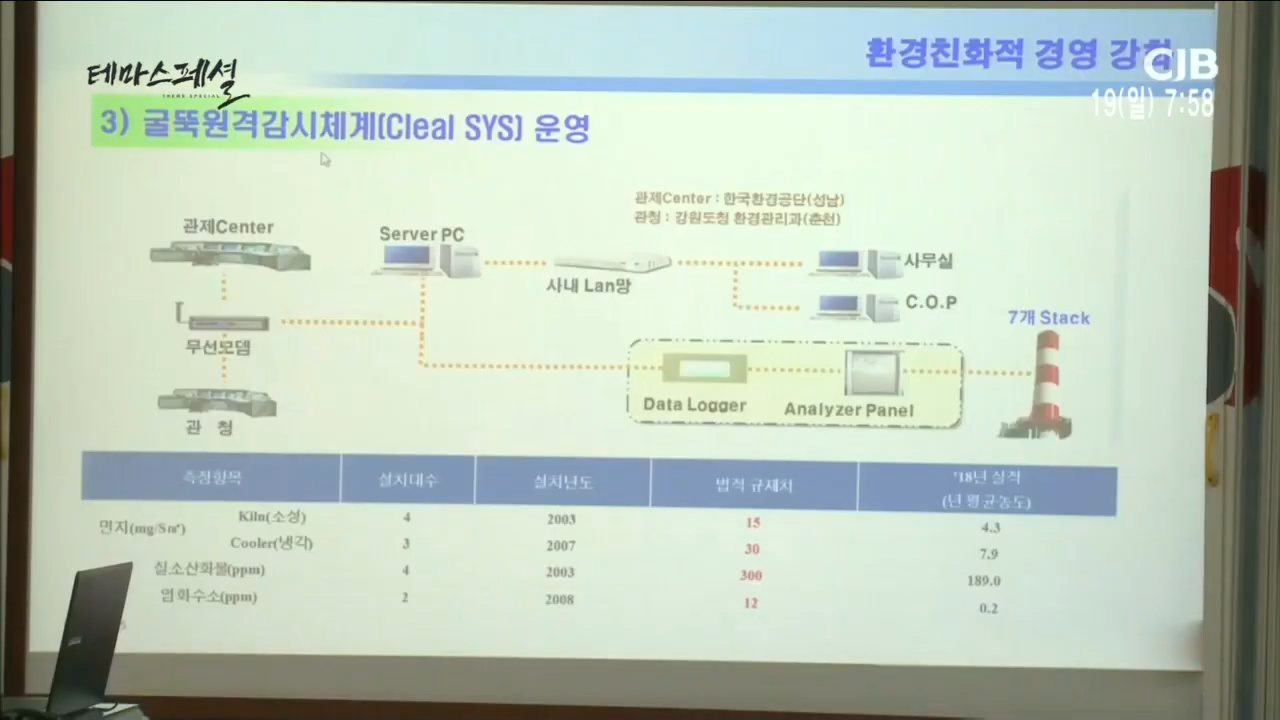 환경친화적 경영 강화
CJB
19(일) 7:58
테마스페셜
THEME SPECIAL
3) 굴뚝원격감시체계(Cleal SYS) 운영
관제Center : 한국환경공단(성남)
관청 : 강원도청 환경관리과(춘천)
관제Center
Server PC
사내 Lan망
사무실
C.O.P
7개 Stack
무선모뎀
Data Logger
Analyzer Panel
관 청
측정항목 설치대수 설치년도 법적 규제치 '18년 실적
(년 평균농도)
먼지(mg/S㎥) Kiln(소성) 4 2003 15 4.3
Cooler(냉각) 3 2007 30 7.9
질소산화물(ppm) 4 2003 300 189.0
염화수소(ppm) 2 2008 12 0.2